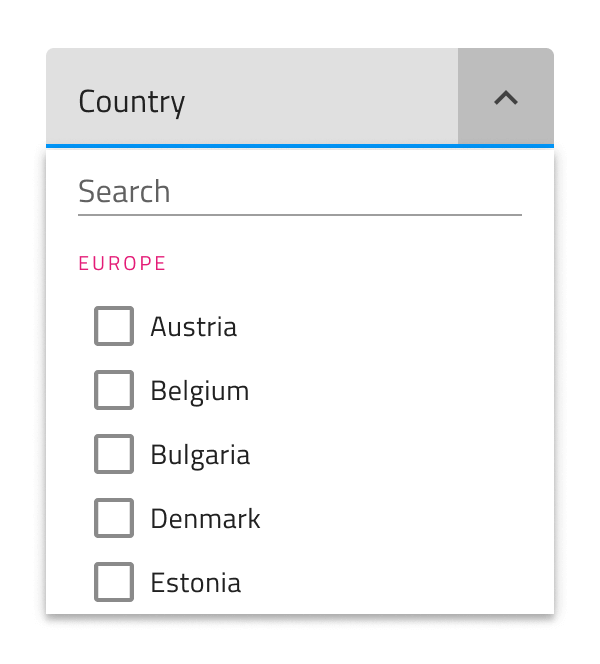 Country
Search
EUROPE
Austria
Belgium
Bulgaria
Denmark
Estonia